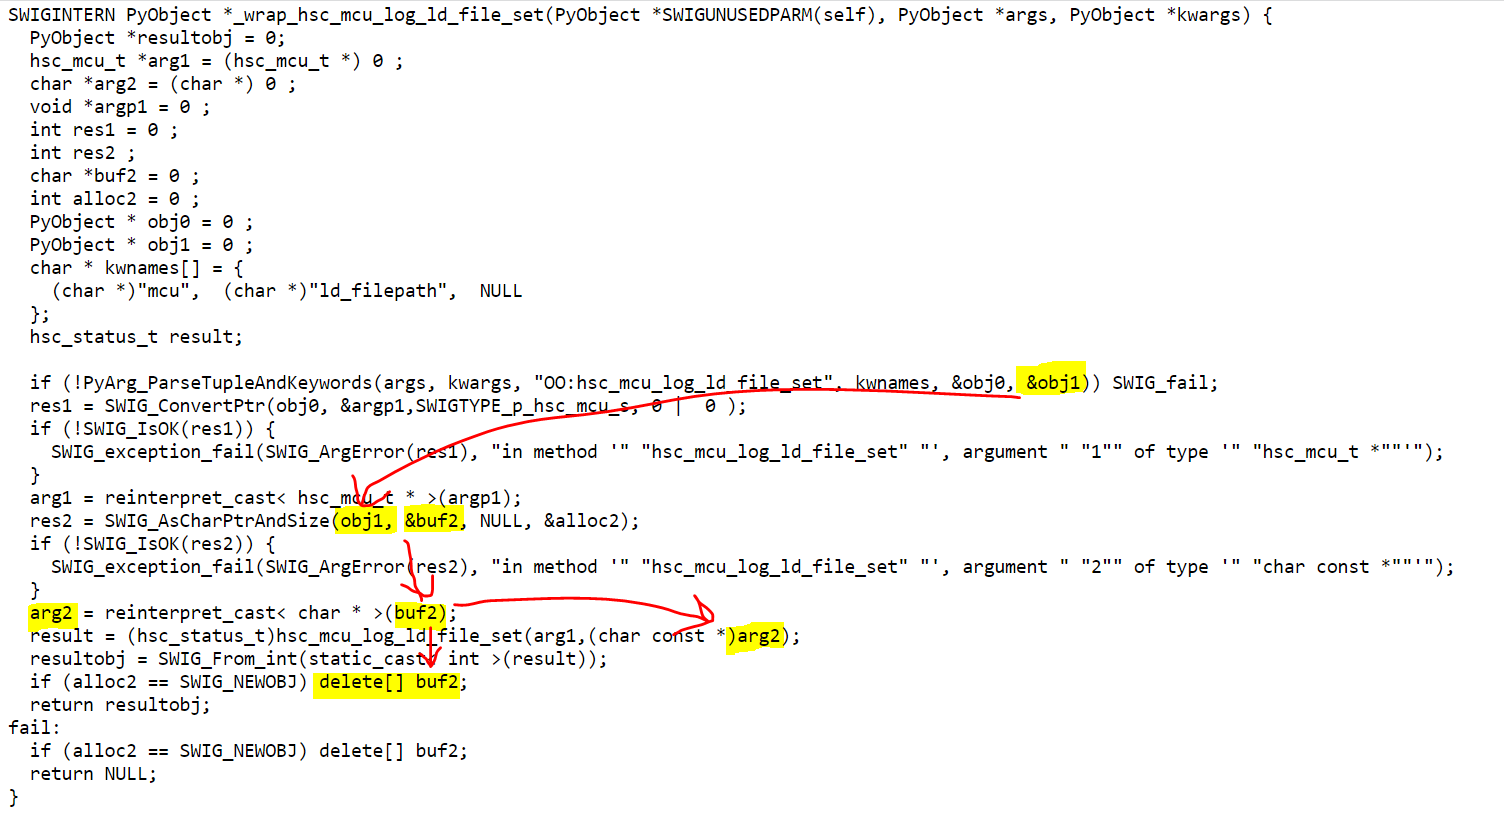 SWIGINTERN PyObject *_wrap_hsc_mcu_log_ld_file_set(PyObject *SWIGUNUSEDPARM(self), PyObject *args, PyObject *kwargs) {
  PyObject *resultobj = 0;
  hsc_mcu_t *arg1 = (hsc_mcu_t *) 0 ;
  char *arg2 = (char *) 0 ;
  void *argp1 = 0 ;
  int res1 = 0 ;
  int res2 ;
  char *buf2 = 0 ;
  int alloc2 = 0 ;
  PyObject * obj0 = 0 ;
  PyObject * obj1 = 0 ;
  char * kwnames[] = {
    (char *)"mcu",  (char *)"ld_filepath",  NULL
  };
  hsc_status_t result;

  if (!PyArg_ParseTupleAndKeywords(args, kwargs, "OO:hsc_mcu_log_ld_file_set", kwnames, &obj0, &obj1)) SWIG_fail;
  res1 = SWIG_ConvertPtr(obj0, &argp1,SWIGTYPE_p_hsc_mcu_s, 0 |  0 );
  if (!SWIG_IsOK(res1)) {
    SWIG_exception_fail(SWIG_ArgError(res1), "in method '" "hsc_mcu_log_ld_file_set" "', argument " "1"" of type '" "hsc_mcu_t *""'");
  }
  arg1 = reinterpret_cast< hsc_mcu_t * >(argp1);
  res2 = SWIG_AsCharPtrAndSize(obj1, &buf2, NULL, &alloc2);
  if (!SWIG_IsOK(res2)) {
    SWIG_exception_fail(SWIG_ArgError(res2), "in method '" "hsc_mcu_log_ld_file_set" "', argument " "2"" of type '" "char const *""'");
  }
  arg2 = reinterpret_cast< char * >(buf2);
  result = (hsc_status_t)hsc_mcu_log_ld_file_set(arg1,(char const *)arg2);
  resultobj = SWIG_From_int(static_cast< int >(result));
  if (alloc2 == SWIG_NEWOBJ) delete[] buf2;
  return resultobj;
fail:
  if (alloc2 == SWIG_NEWOBJ) delete[] buf2;
  return NULL;
}